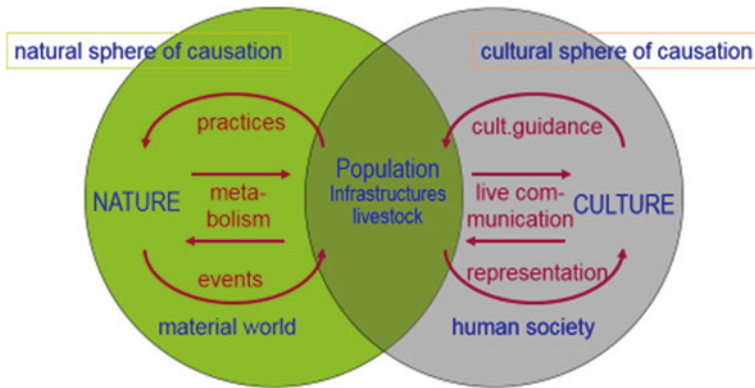 natural sphere of causation
cultural sphere of causation
practices
cult.guidance
NATURE
meta-
bolism
Population
Infrastructures
livestock
live com-
munication
CULTURE
events
representation
material world
human society